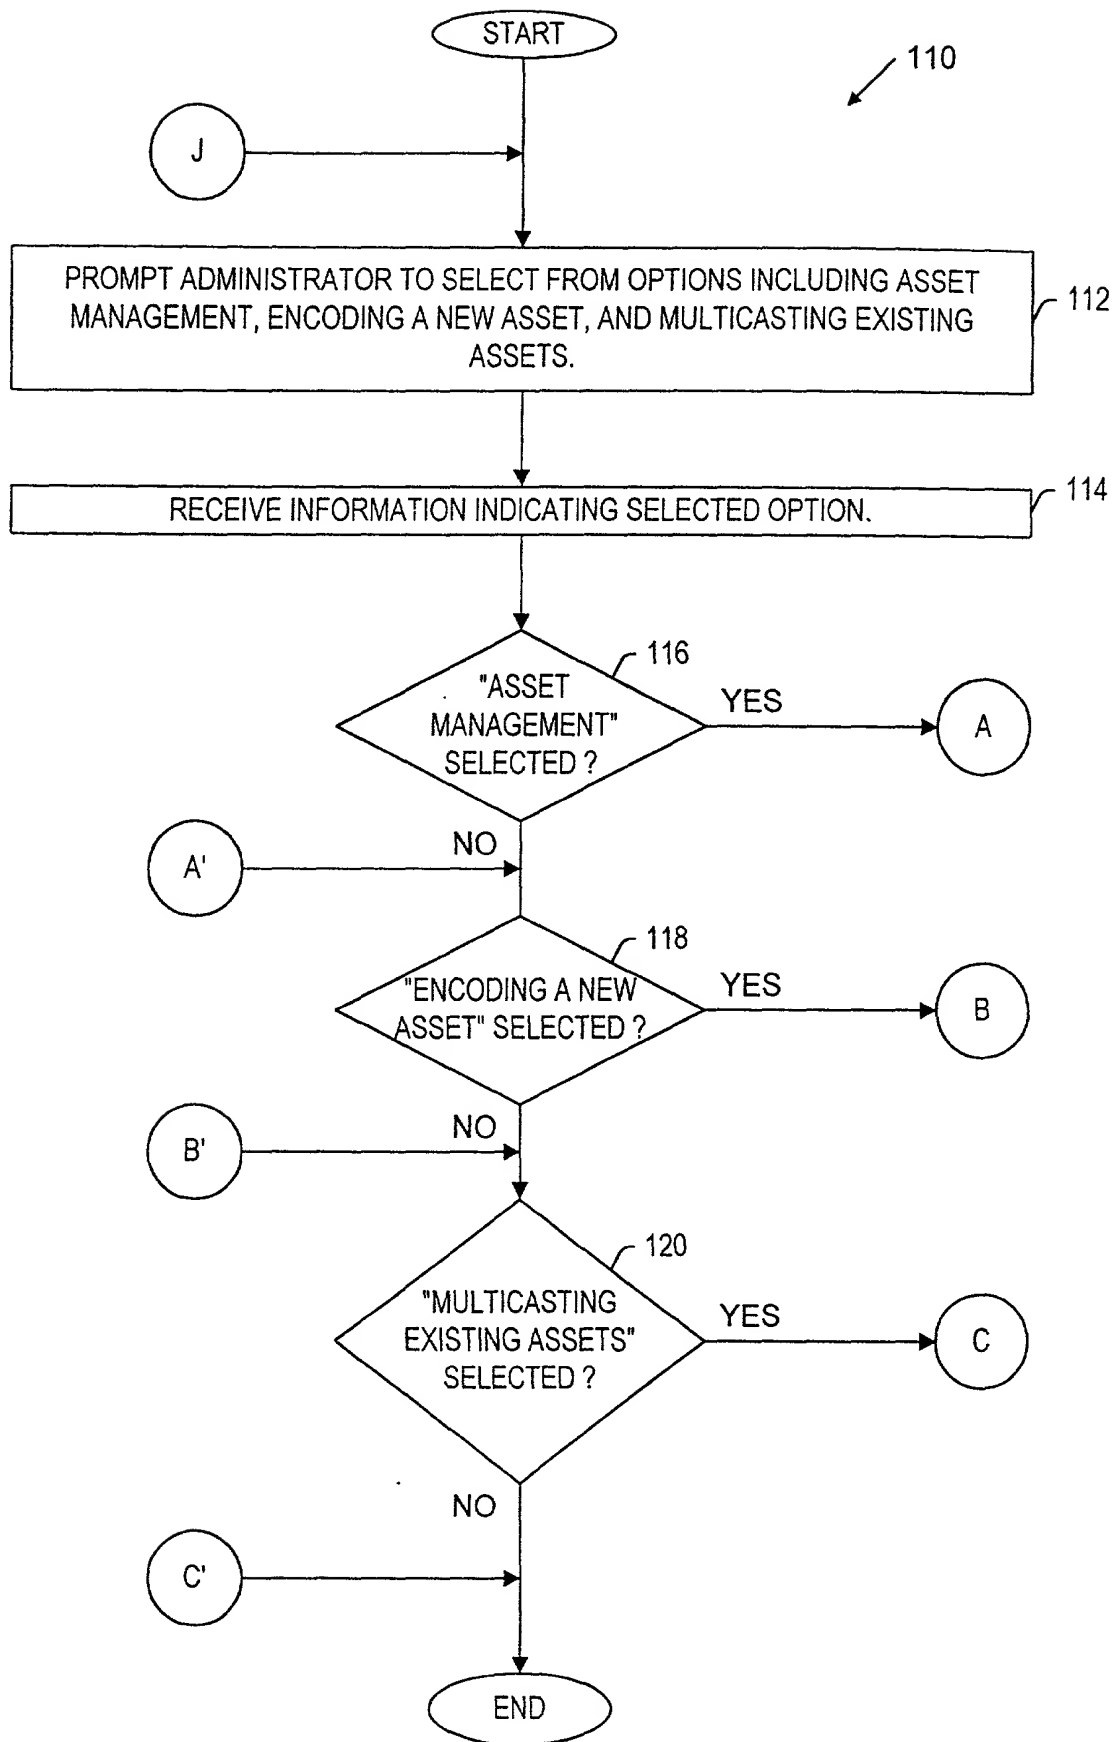 START
110
J
PROMPT ADMINISTRATOR TO SELECT FROM OPTIONS INCLUDING ASSET
MANAGEMENT, ENCODING A NEW ASSET, AND MULTICASTING EXISTING
ASSETS.
112
RECEIVE INFORMATION INDICATING SELECTED OPTION.
114
116
"ASSET
MANAGEMENT"
SELECTED ?
YES
A
NO
A'
118
"ENCODING A NEW
ASSET" SELECTED ?
YES
B
NO
B'
120
"MULTICASTING
EXISTING ASSETS"
SELECTED ?
YES
C
NO
C'
END